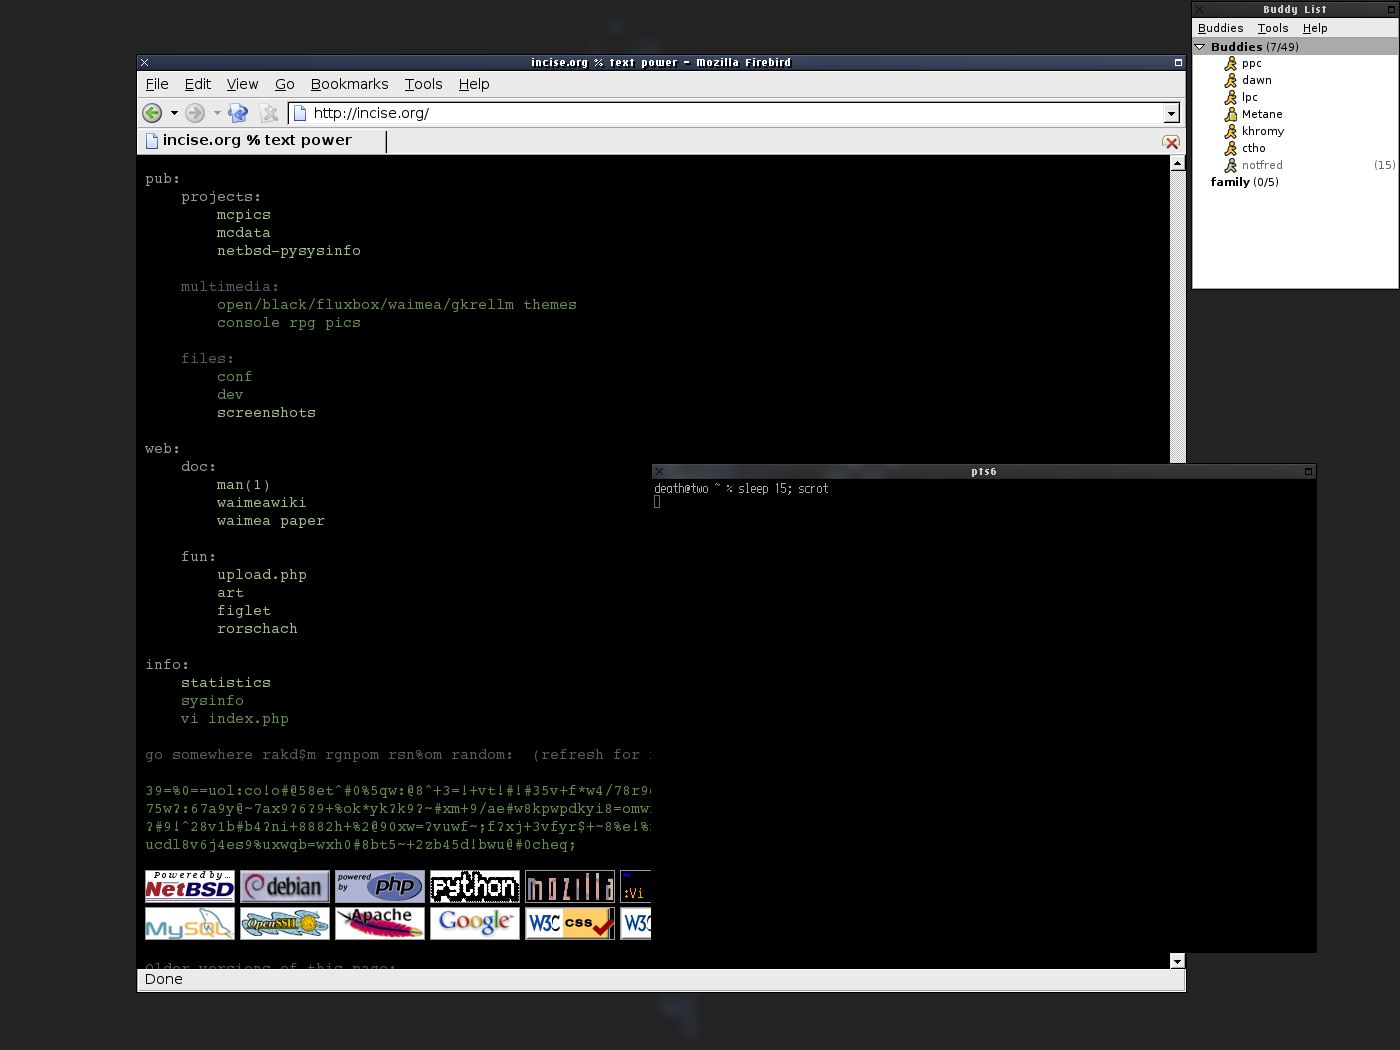 Buddy List
Buddies Tools Help
Buddies (7/49)
ppc
dawn
lpc
Metane
khromy
ctho
notfred (15)
family (0/5)
incise.org % text power - Mozilla Firebird
File Edit View Go Bookmarks Tools Help
http://incise.org/
incise.org % text power
pub:
projects:
mcpics
mcdata
netbsd-pysysinfo
multimedia:
open/black/fluxbox/waimea/gkrellm themes
console rpg pics
files:
conf
dev
screenshots
web:
doc:
man(1)
waimeawiki
waimea paper
fun:
upload.php
art
figlet
rorschach
info:
statistics
sysinfo
vi index.php
go somewhere rakd$m rgnpom rsn%om random: (refresh for
39=%0==uol:co!o#@58et^#0%5qw:@8^+3=!+vt!#!#35v+f*w4/78r9
75w?:67a9y@~7ax9?6?9+%ok*yk?k9?~#xm+9/ae#w8kpwpdkyi8=omw
?#9!^28v1b#b4?ni+8882h+%2@90xw=?vuwf~;f?xj+3vfyr$+~8%e!%
ucdl8v6j4es9%uxwqb=wxh0#8bt5~+2zb45d!bwu@#0cheq;
Powered by...
NetBSD
debian
powered by php
python
mozilla
:Vi
MySQL
OpenSSH
Apache
Google
W3C css
W3C
Older versions of this page:
Done
pts6
death@two ~ % sleep 15; scrot